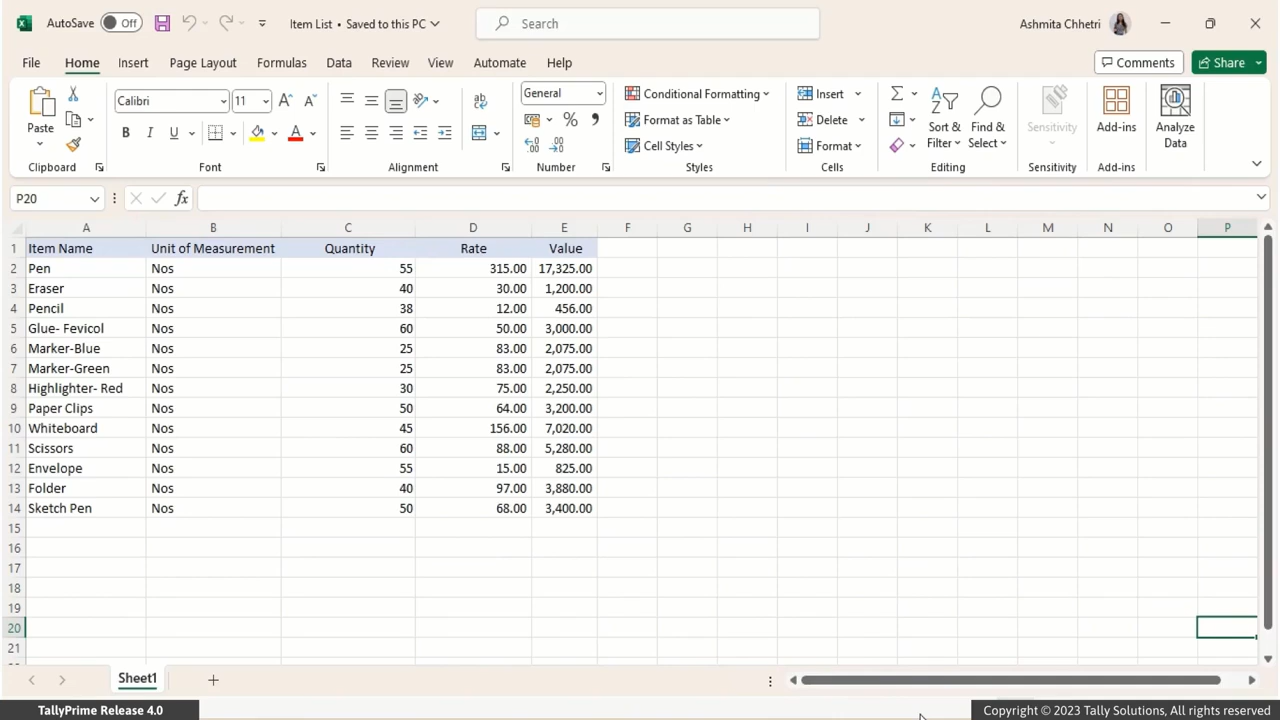 AutoSave Off Item List • Saved to this PC Search Ashmita Chhetri
File Home Insert Page Layout Formulas Data Review View Automate Help Comments Share
Paste Calibri 11 General Conditional Formatting Insert Sort & Find & Sensitivity Add-ins Analyze
B I U A % Format as Table Delete Filter Select Data
Cell Styles Format
Clipboard Font Alignment Number Styles Cells Editing Sensitivity Add-ins
P20 fx
A B C D E F G H I J K L M N O P
1 Item Name Unit of Measurement Quantity Rate Value
2 Pen Nos 55 315.00 17,325.00
3 Eraser Nos 40 30.00 1,200.00
4 Pencil Nos 38 12.00 456.00
5 Glue- Fevicol Nos 60 50.00 3,000.00
6 Marker-Blue Nos 25 83.00 2,075.00
7 Marker-Green Nos 25 83.00 2,075.00
8 Highlighter- Red Nos 30 75.00 2,250.00
9 Paper Clips Nos 50 64.00 3,200.00
10 Whiteboard Nos 45 156.00 7,020.00
11 Scissors Nos 60 88.00 5,280.00
12 Envelope Nos 55 15.00 825.00
13 Folder Nos 40 97.00 3,880.00
14 Sketch Pen Nos 50 68.00 3,400.00
15
16
17
18
19
20
21
Sheet1
TallyPrime Release 4.0 Copyright © 2023 Tally Solutions, All rights reserved